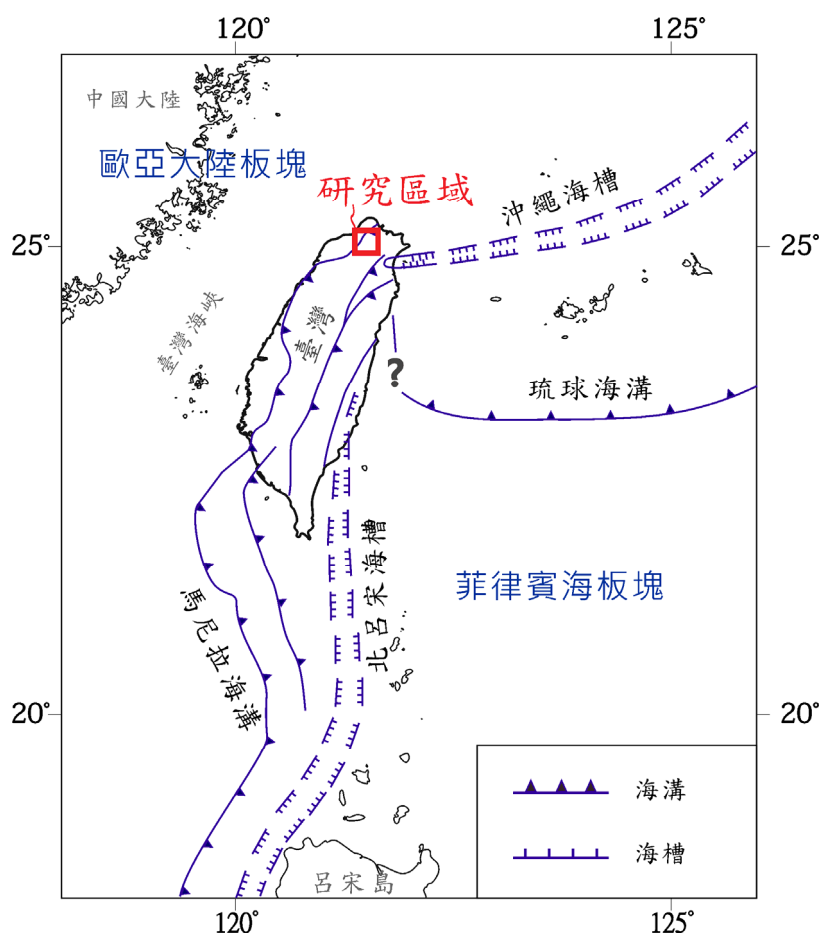 120°
125°
中國大陸
歐亞大陸板塊
研究區域
沖繩海槽
25°
25°
臺灣海峽
臺灣
?
琉球海溝
北呂宋海槽
菲律賓海板塊
馬尼拉海溝
20°
20°
海溝
海槽
呂宋島
120°
125°